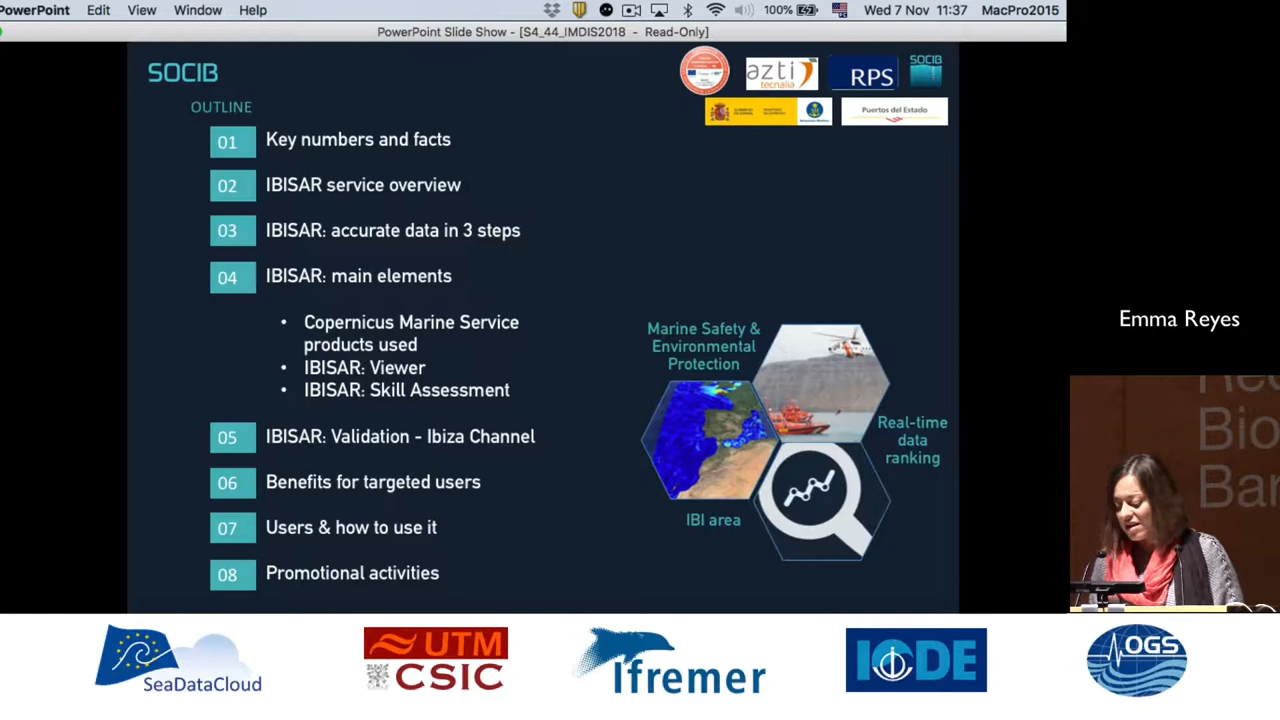 PowerPoint Edit View Window Help 100% Wed 7 Nov 11:37 MacPro2015
PowerPoint Slide Show - [S4_44_IMDIS2018 - Read-Only]
SOCIB
azti
tecnalia
RPS
SOCIB
OUTLINE
Puertos del Estado
01 Key numbers and facts
02 IBISAR service overview
03 IBISAR: accurate data in 3 steps
04 IBISAR: main elements
• Copernicus Marine Service
products used
• IBISAR: Viewer
• IBISAR: Skill Assessment
05 IBISAR: Validation - Ibiza Channel
06 Benefits for targeted users
07 Users & how to use it
08 Promotional activities
Marine Safety &
Environmental
Protection
Real-time
data
ranking
IBI area
Emma Reyes
Bio
Bar
SeaDataCloud
UTM
CSIC
Ifremer
IODE
OGS